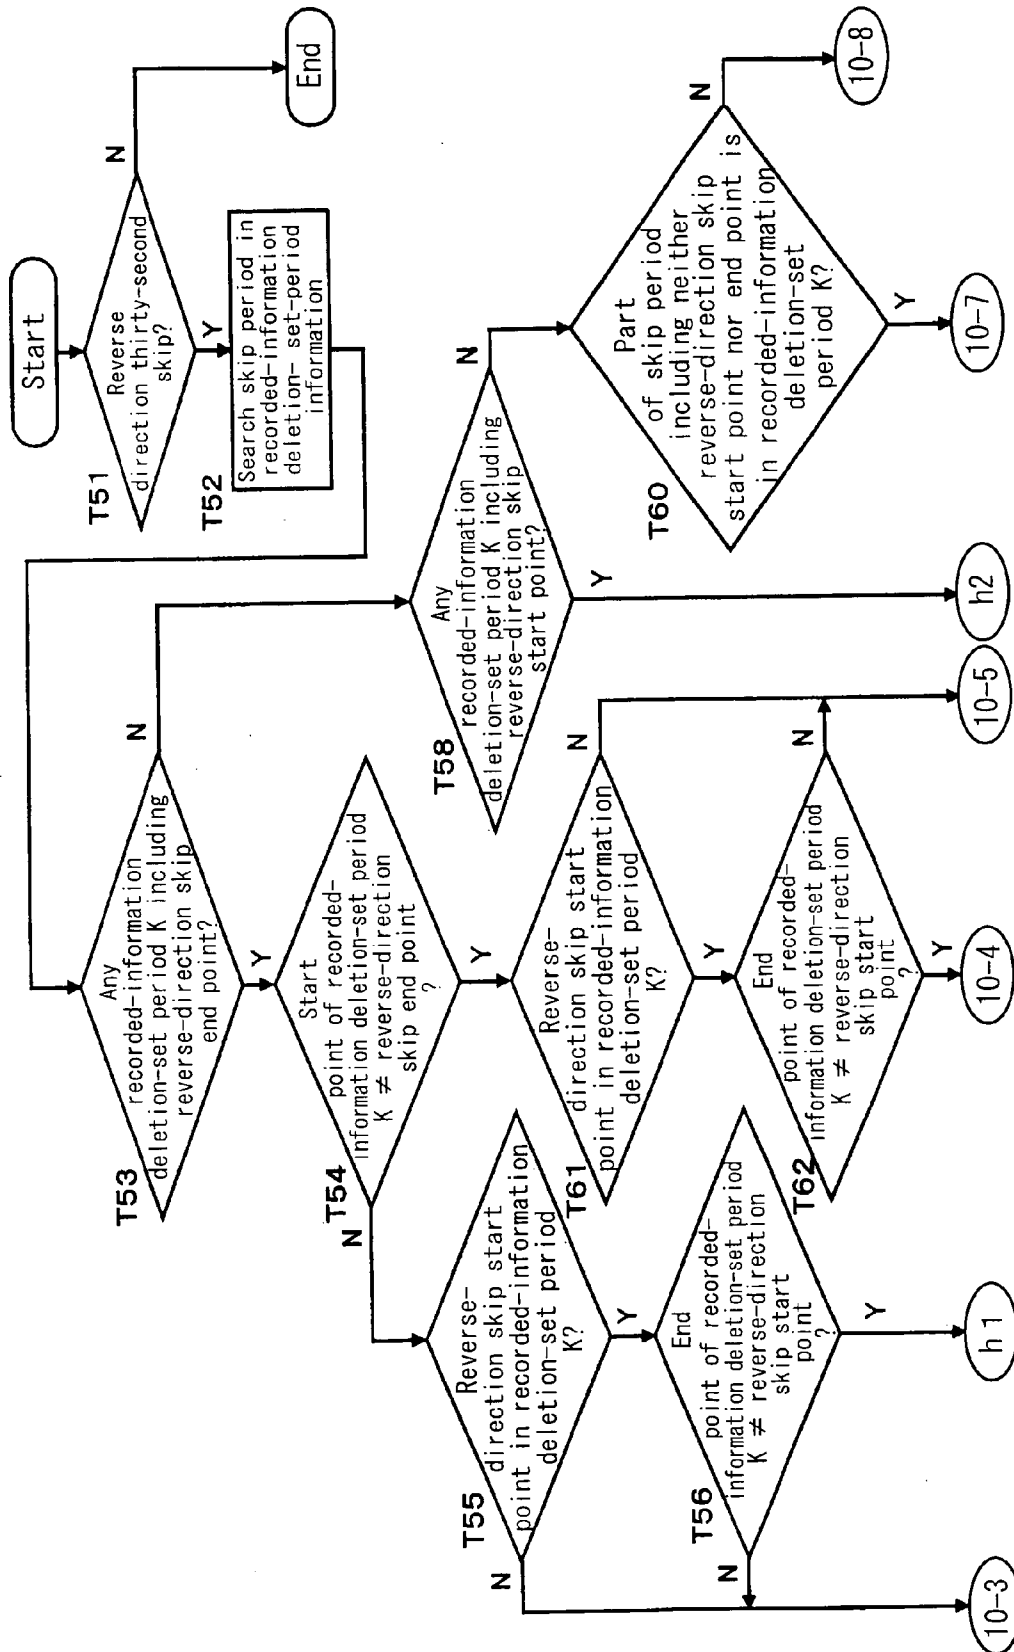 Start
T51
Reverse
direction thirty-second
skip?
N
End
Y
T52
Search skip period in
recorded-information
deletion- set-period
information
T53
Any
recorded-information
deletion-set period K including
reverse-direction skip
end point?
N
Y
T54
Start
point of recorded-
information deletion-set period
K ≠ reverse-direction
skip end point
?
N
Y
T55
Reverse-
direction skip start
point in recorded-information
deletion-set period
K?
N
Y
T56
End
point of recorded-
information deletion-set period
K ≠ reverse-direction
skip start
point
?
N
Y
10-3
h1
T61
Reverse-
direction skip start
point in recorded-information
deletion-set period
K?
N
Y
T62
End
point of recorded-
information deletion-set period
K ≠ reverse-direction
skip start
point
?
N
Y
10-4
10-5
T58
Any
recorded-information
deletion-set period K including
reverse-direction skip
start point?
N
Y
h2
T60
Part
of skip period
including neither
reverse-direction skip
start point nor end point is
in recorded-information
deletion-set
period K?
N
Y
10-7
10-8